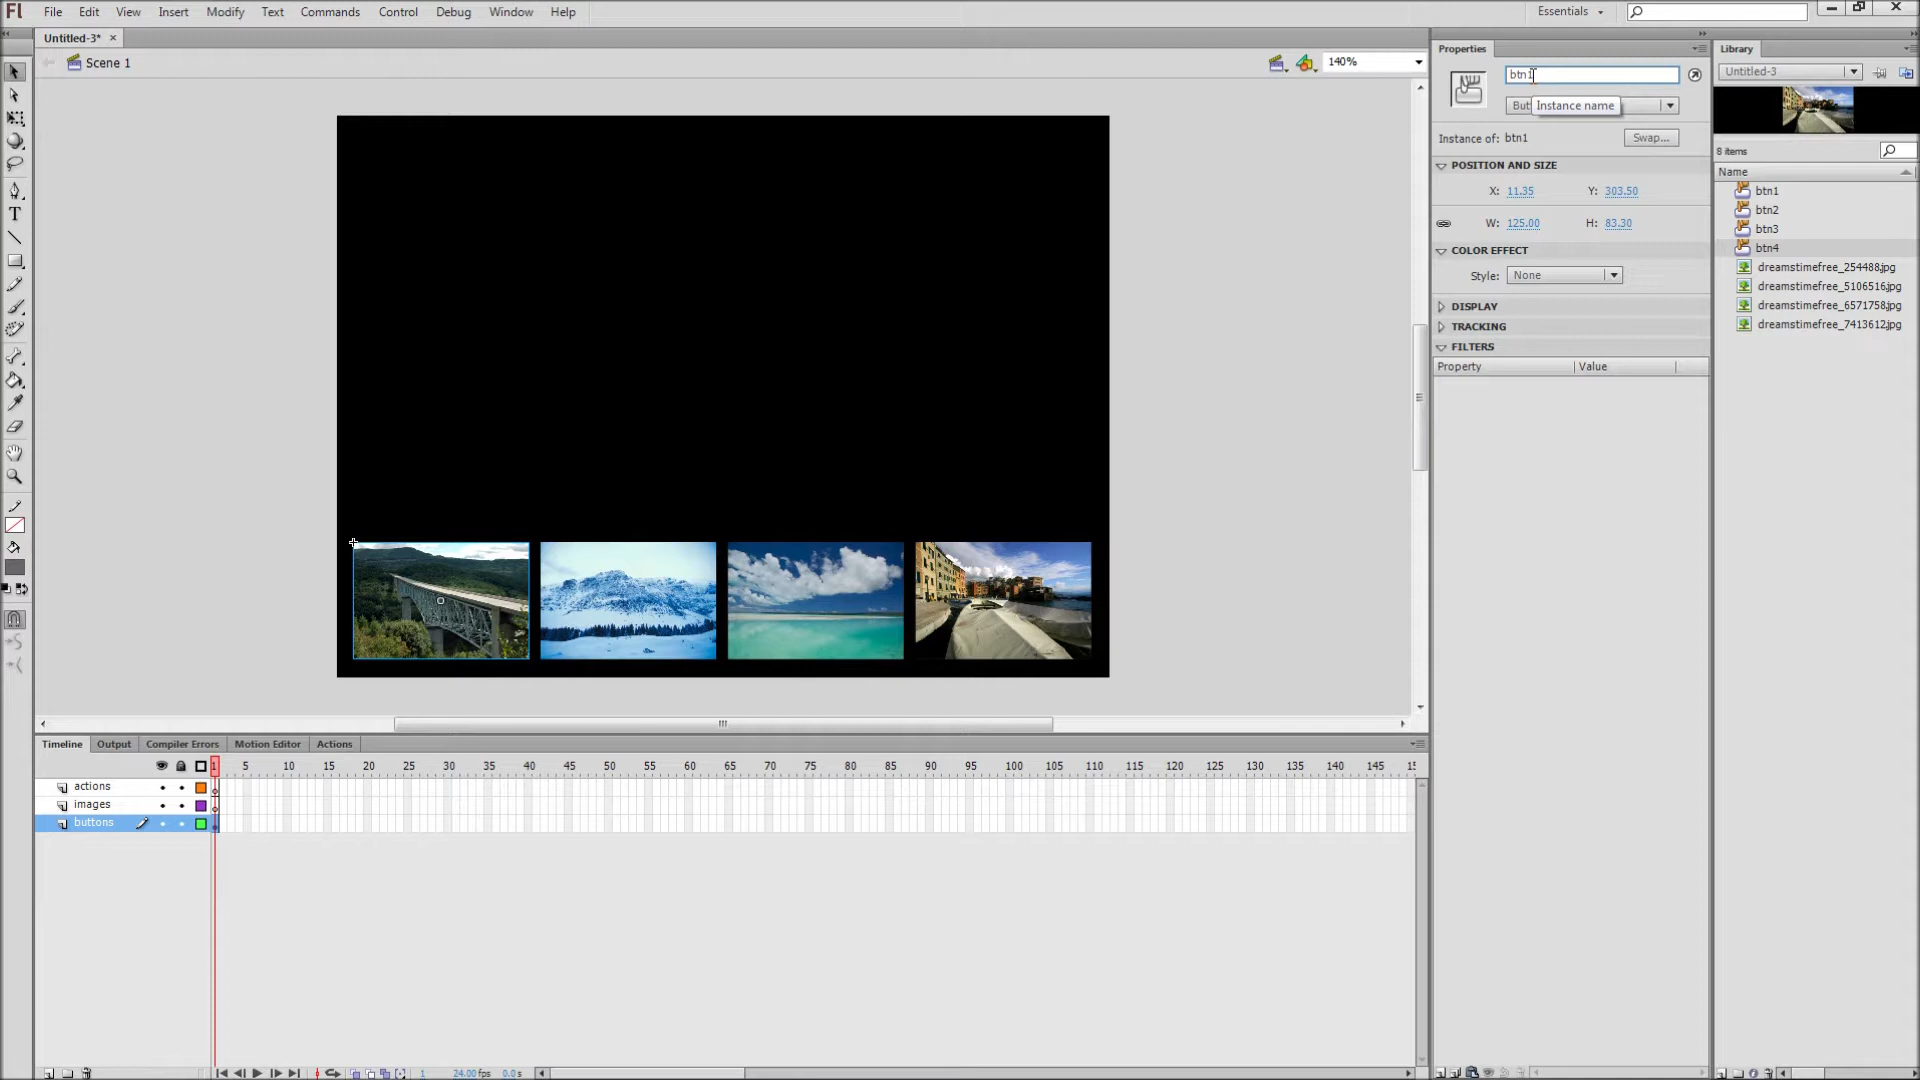 Fl File Edit View Insert Modify Text Commands Control Debug Window Help Essentials
Untitled-3* ×
Scene 1 140%
Properties
btn1
But
Instance name
Instance of: btn1 Swap...
POSITION AND SIZE
X: 11.35 Y: 303.50
W: 125.00 H: 83.30
COLOR EFFECT
Style: None
DISPLAY
TRACKING
FILTERS
Property Value
Library
Untitled-3
8 items
Name
btn1
btn2
btn3
btn4
dreamstimefree_254488.jpg
dreamstimefree_5106516.jpg
dreamstimefree_6571758.jpg
dreamstimefree_7413612.jpg
Timeline Output Compiler Errors Motion Editor Actions
1 5 10 15 20 25 30 35 40 45 50 55 60 65 70 75 80 85 90 95 100 105 110 115 120 125 130 135 140 145 15
actions
images
buttons
1 24.00 fps 0.0 s